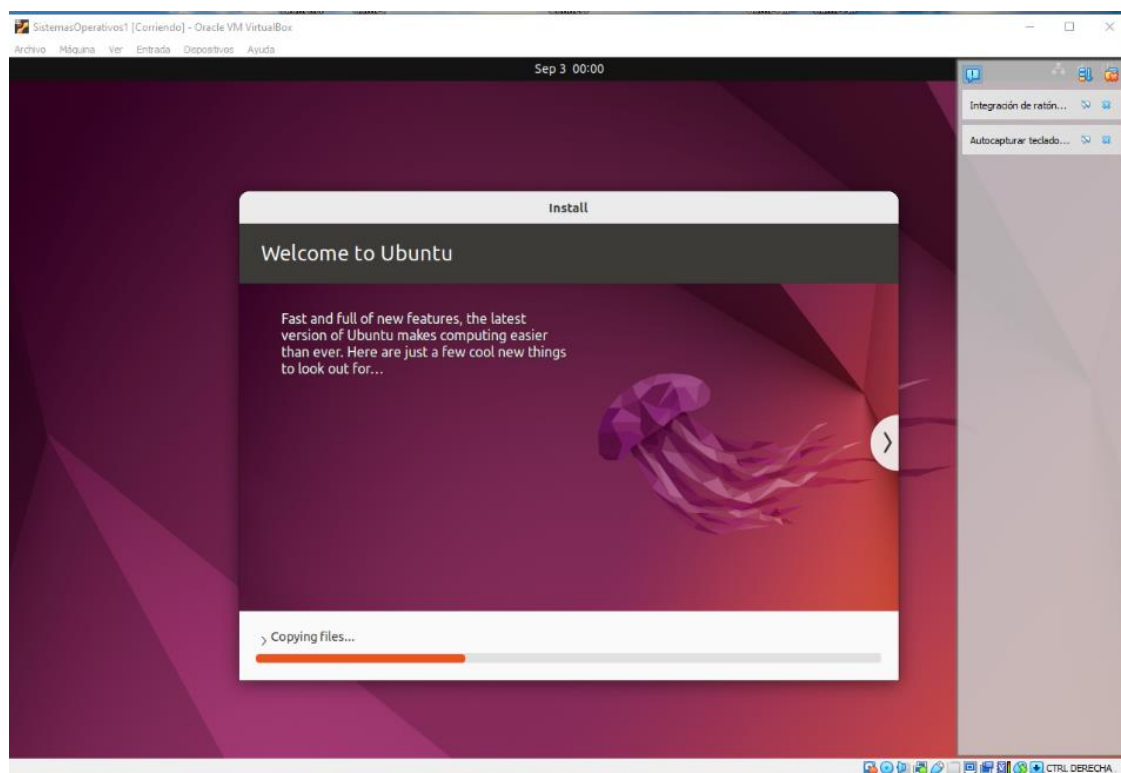 SistemasOperativos1 [Corriendo] - Oracle VM VirtualBox
Archivo Máquina Ver Entrada Dispositivos Ayuda
Sep 3 00:00
Integración de ratón...
Autocapturar teclado...
Install
Welcome to Ubuntu
Fast and full of new features, the latest
version of Ubuntu makes computing easier
than ever. Here are just a few cool new things
to look out for...
Copying files...
CTRL DERECHA